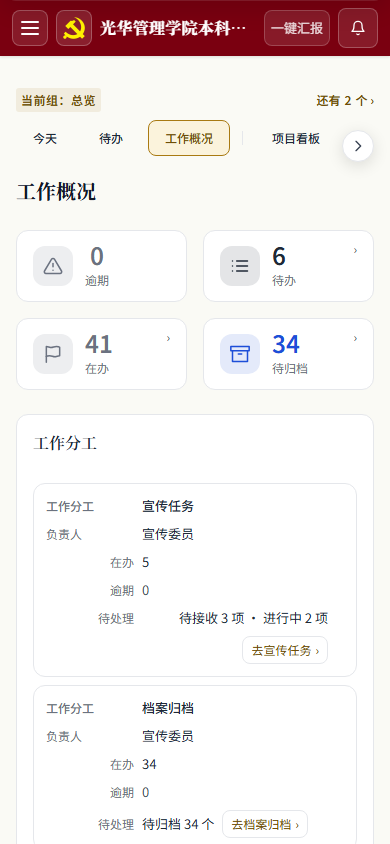 光华管理学院本科…
一键汇报
当前组：总览
还有 2 个 ›
今天
待办
工作概况
项目看板
工作概况
0
逾期
6
待办
41
在办
34
待归档
工作分工
工作分工 宣传任务
负责人 宣传委员
在办 5
逾期 0
待处理 待接收 3 项 · 进行中 2 项
去宣传任务 ›
工作分工 档案归档
负责人 宣传委员
在办 34
逾期 0
待处理 待归档 34 个 去档案归档 ›